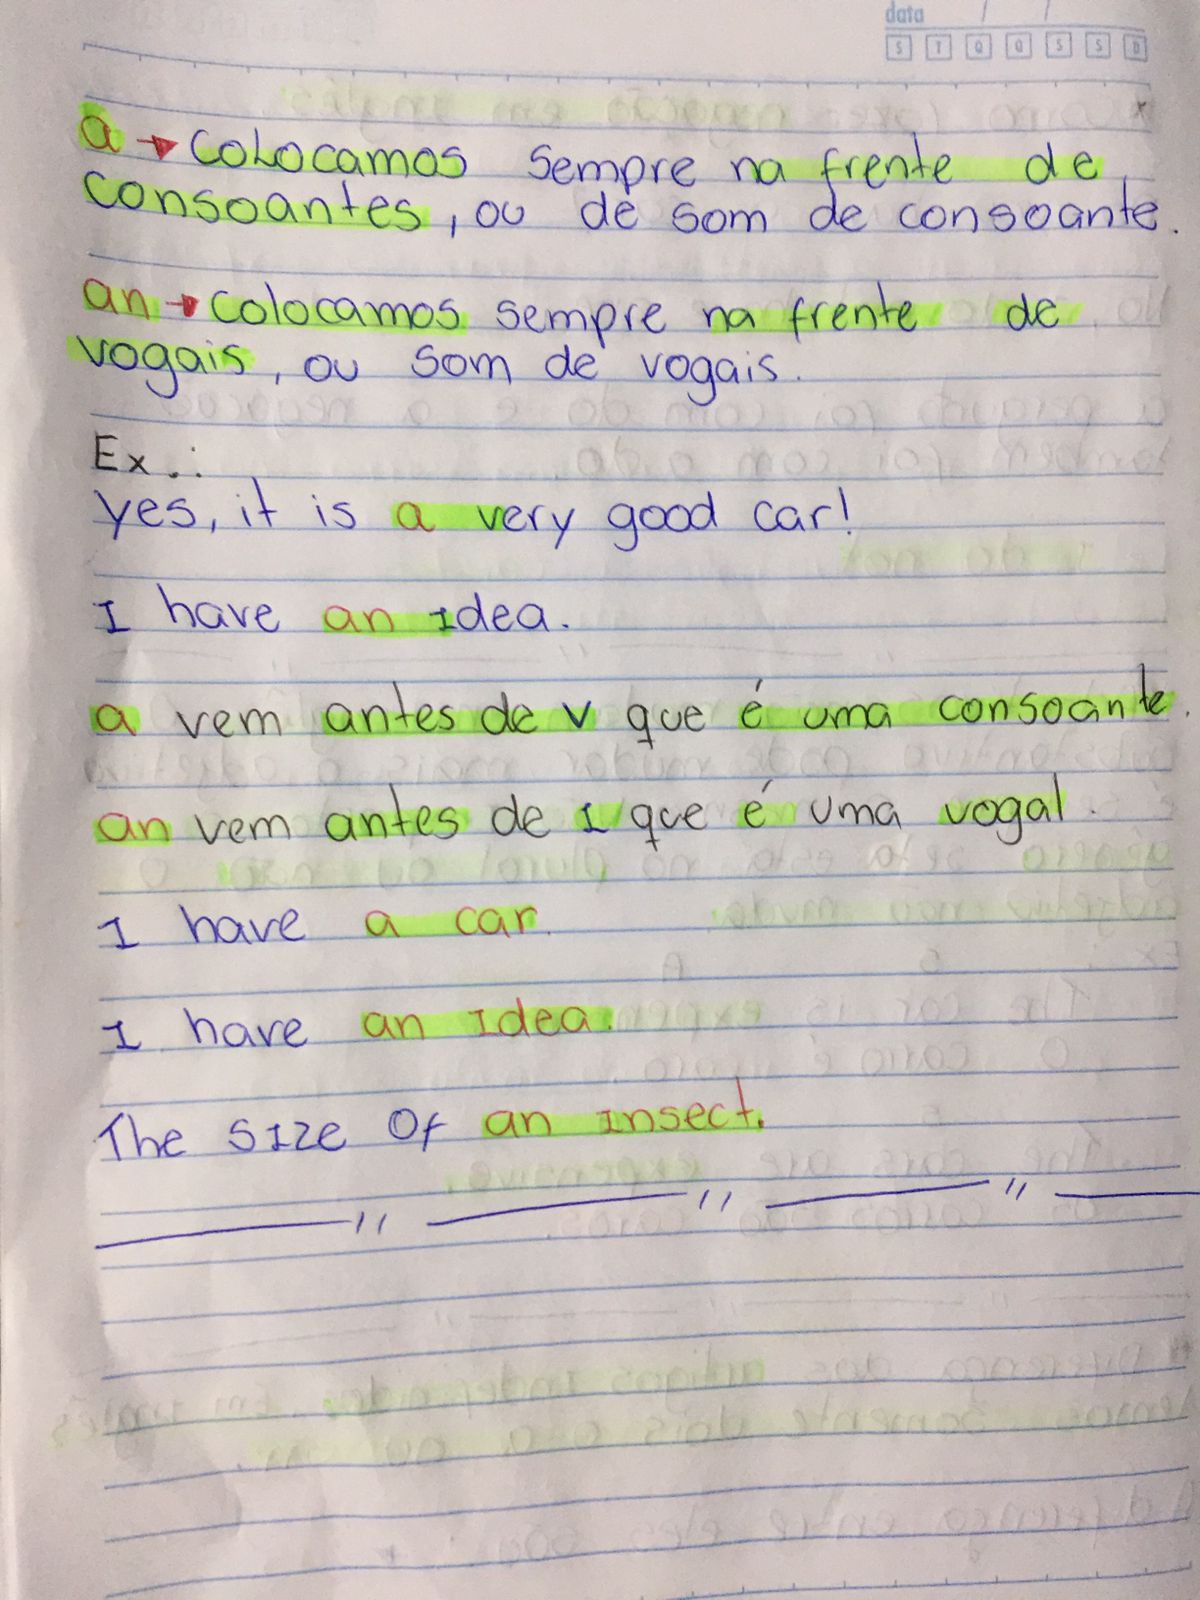 data / /
S T Q Q S S D
a → Colocamos sempre na frente de
consoantes, ou de som de consoante.
an → colocamos sempre na frente de
vogais, ou som de vogais.
Ex.:
yes, it is a very good car!
I have an Idea.
a vem antes de v que é uma consoante.
an vem antes de I que é uma vogal.
I have a car.
I have an Idea.
The size of an insect.